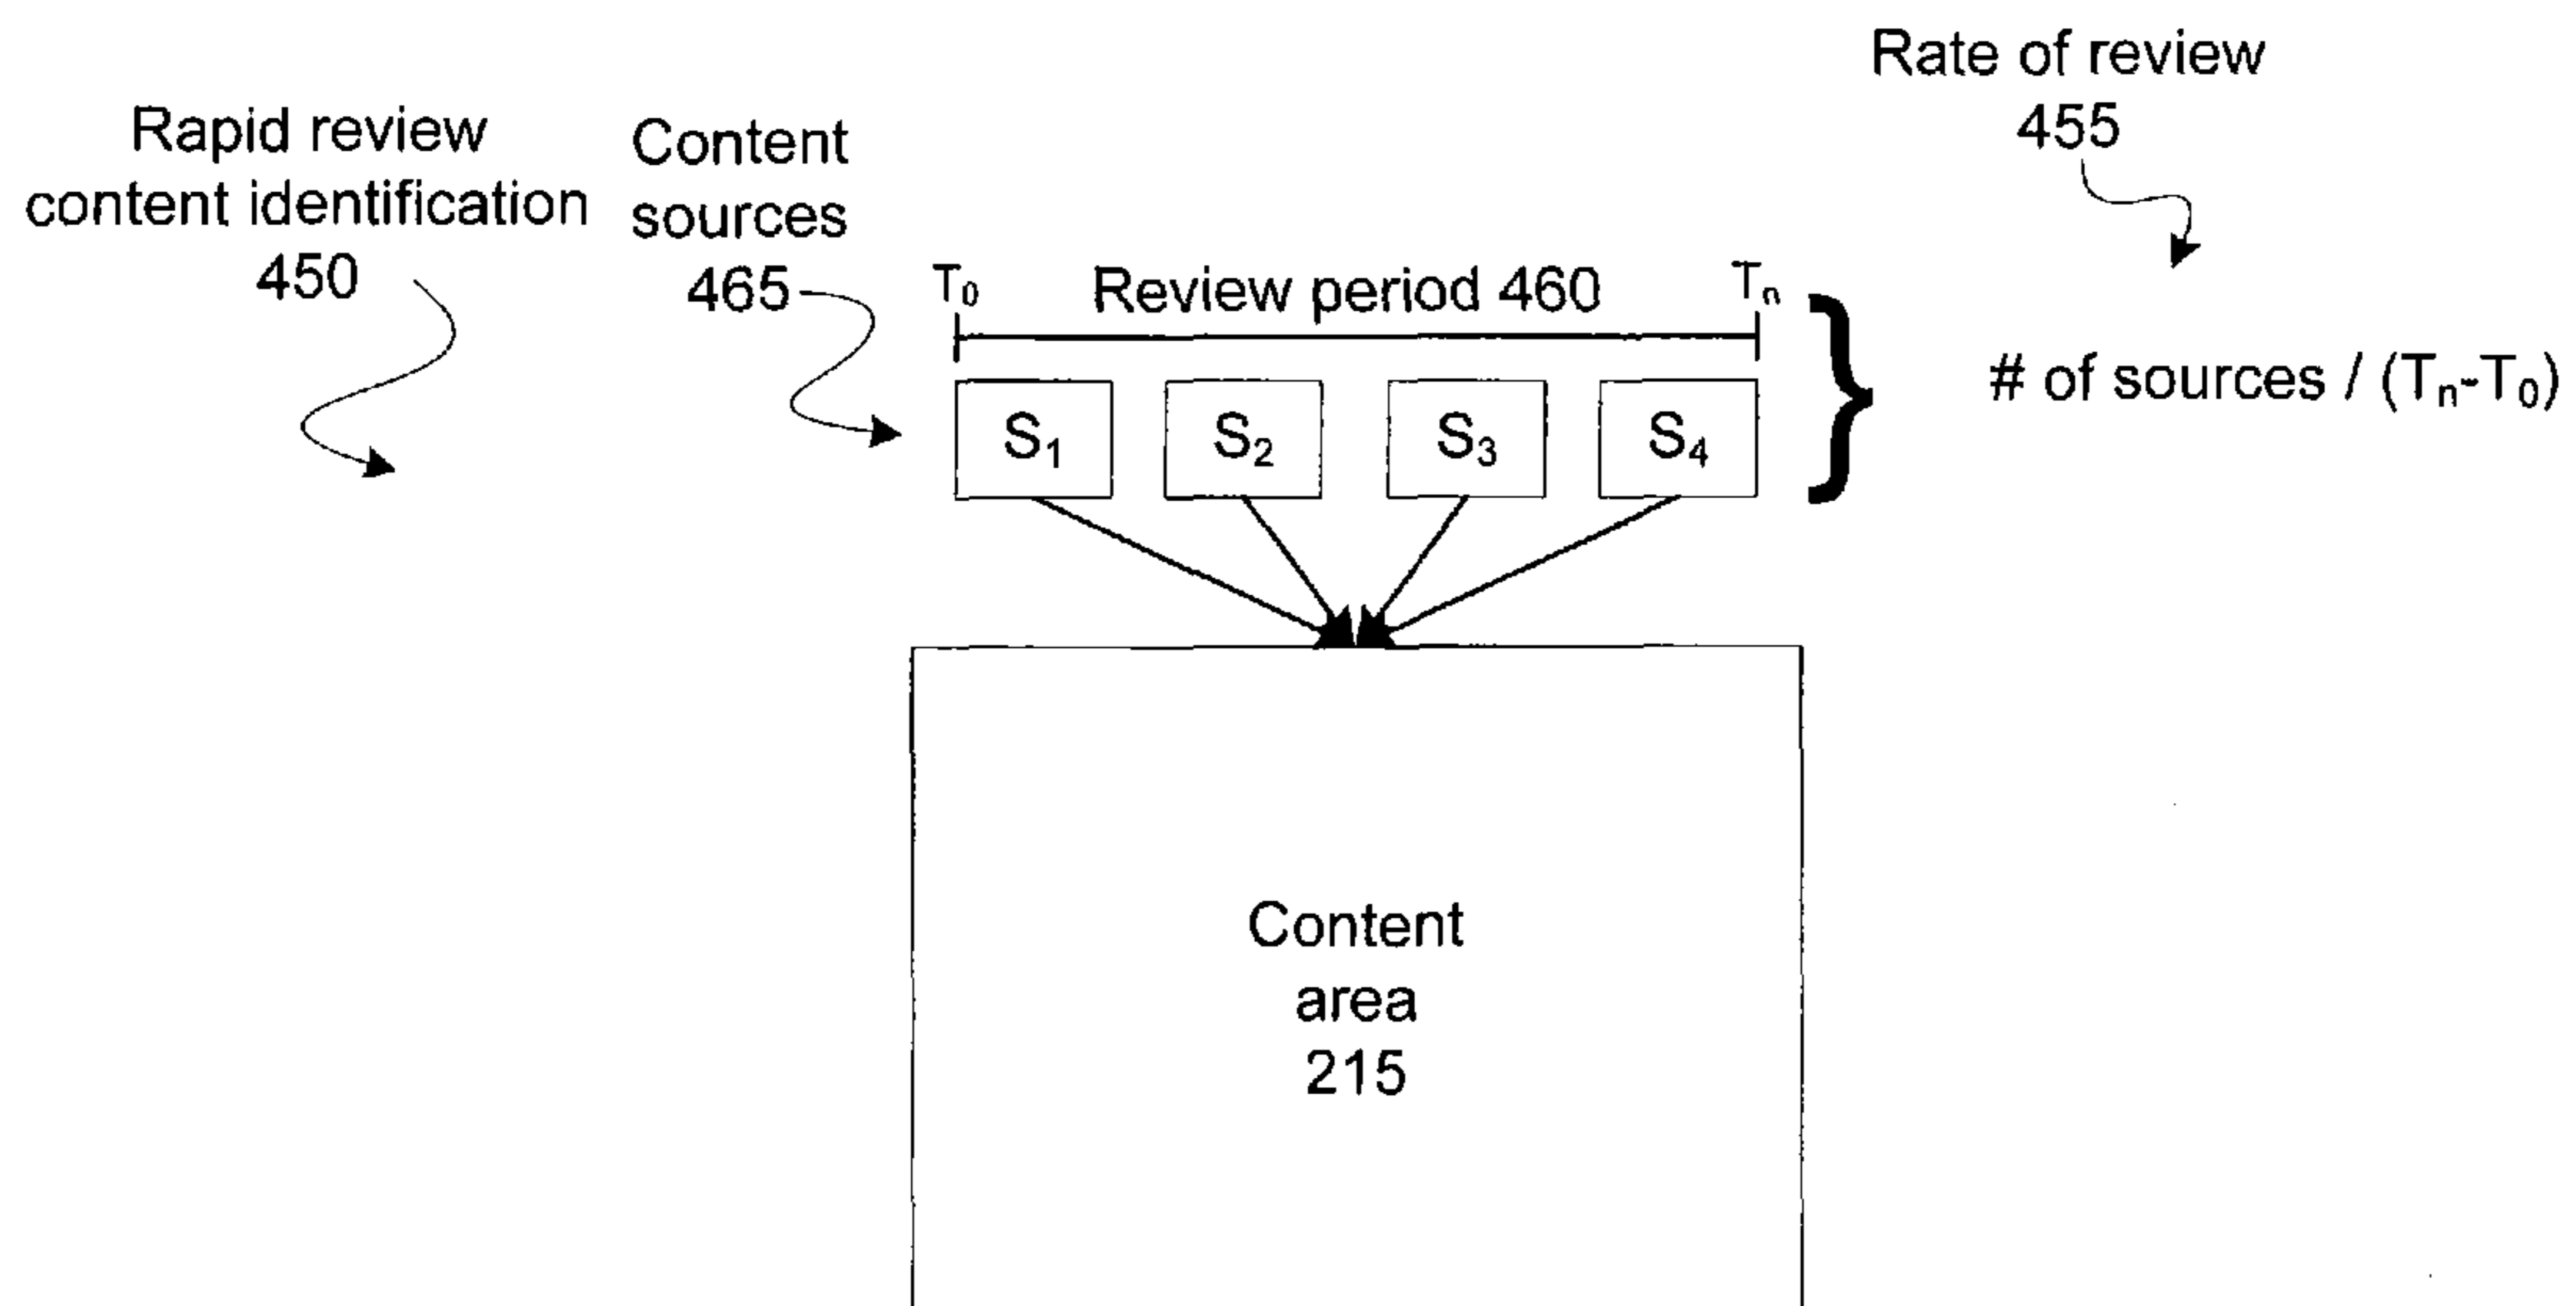 Rapid review
content identification
450
Content
sources
465
T₀
Review period 460
Tₙ
Rate of review
455
# of sources / (Tₙ-T₀)
S₁
S₂
S₃
S₄
Content
area
215